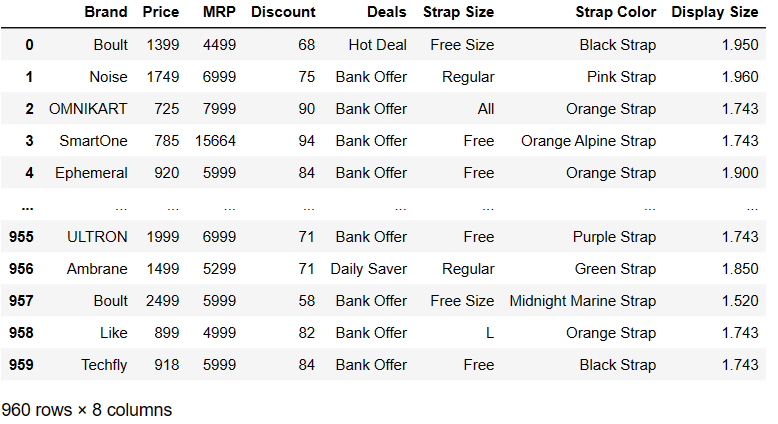 Brand Price MRP Discount Deals Strap Size Strap Color Display Size
0 Boult 1399 4499 68 Hot Deal Free Size Black Strap 1.950
1 Noise 1749 6999 75 Bank Offer Regular Pink Strap 1.960
2 OMNIKART 725 7999 90 Bank Offer All Orange Strap 1.743
3 SmartOne 785 15664 94 Bank Offer Free Orange Alpine Strap 1.743
4 Ephemeral 920 5999 84 Bank Offer Free Orange Strap 1.900
... ... ... ... ... ... ... ... ...
955 ULTRON 1999 6999 71 Bank Offer Free Purple Strap 1.743
956 Ambrane 1499 5299 71 Daily Saver Regular Green Strap 1.850
957 Boult 2499 5999 58 Bank Offer Free Size Midnight Marine Strap 1.520
958 Like 899 4999 82 Bank Offer L Orange Strap 1.743
959 Techfly 918 5999 84 Bank Offer Free Black Strap 1.743
960 rows × 8 columns